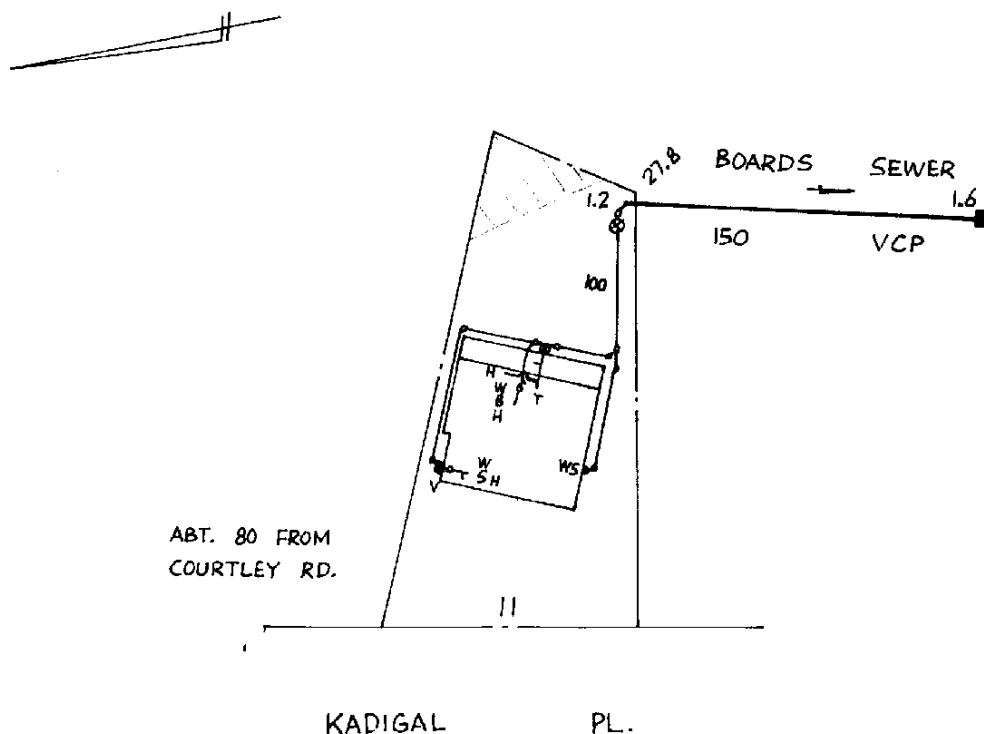 BOARDS SEWER
27.8
1.2
1.6
150 VCP
100
H
W
B
H
T
W
SH
T
V
WS
ABT. 80 FROM
COURTLEY RD.
11
KADIGAL PL.